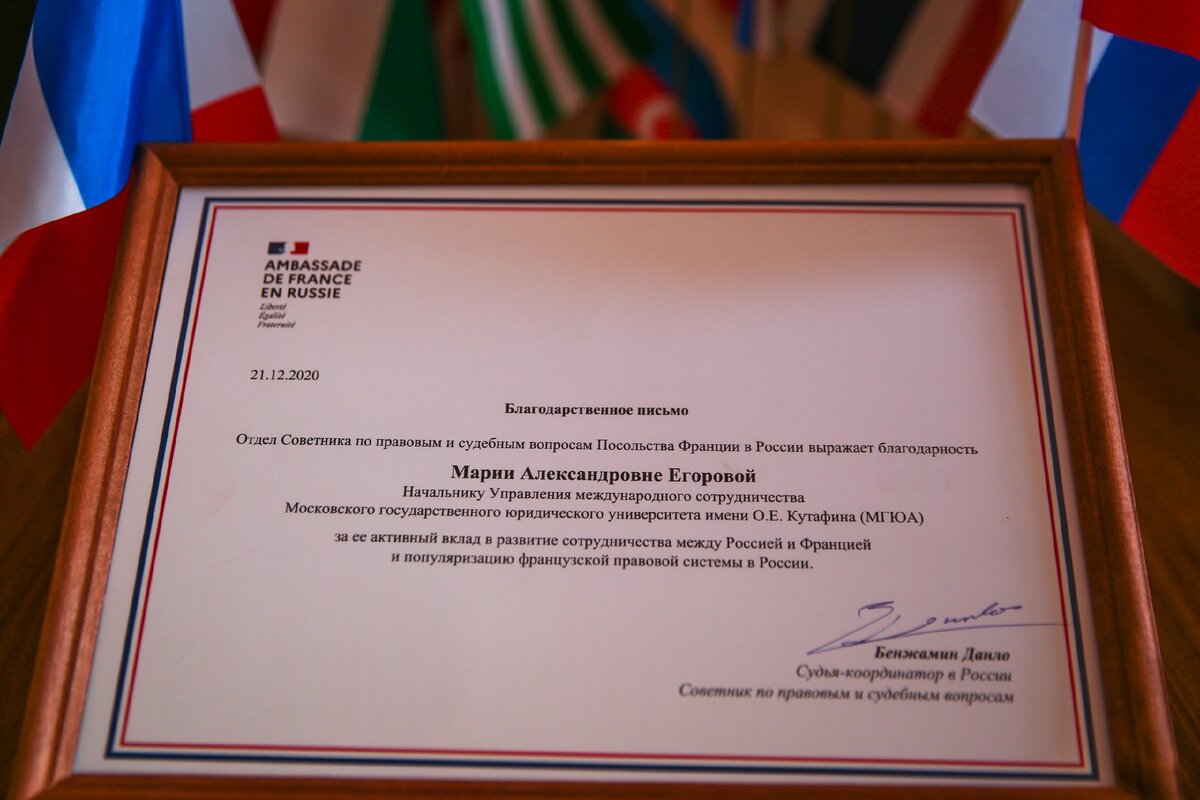 AMBASSADE
DE FRANCE
EN RUSSIE
Liberté
Égalité
Fraternité
21.12.2020
Благодарственное письмо
Отдел Советника по правовым и судебным вопросам Посольства Франции в России выражает благодарность
Марии Александровне Егоровой
Начальнику Управления международного сотрудничества
Московского государственного юридического университета имени О.Е. Кутафина (МГЮА)
за ее активный вклад в развитие сотрудничества между Россией и Францией
и популяризацию французской правовой системы в России.
Бенжамин Данло
Судья-координатор в России
Советник по правовым и судебным вопросам